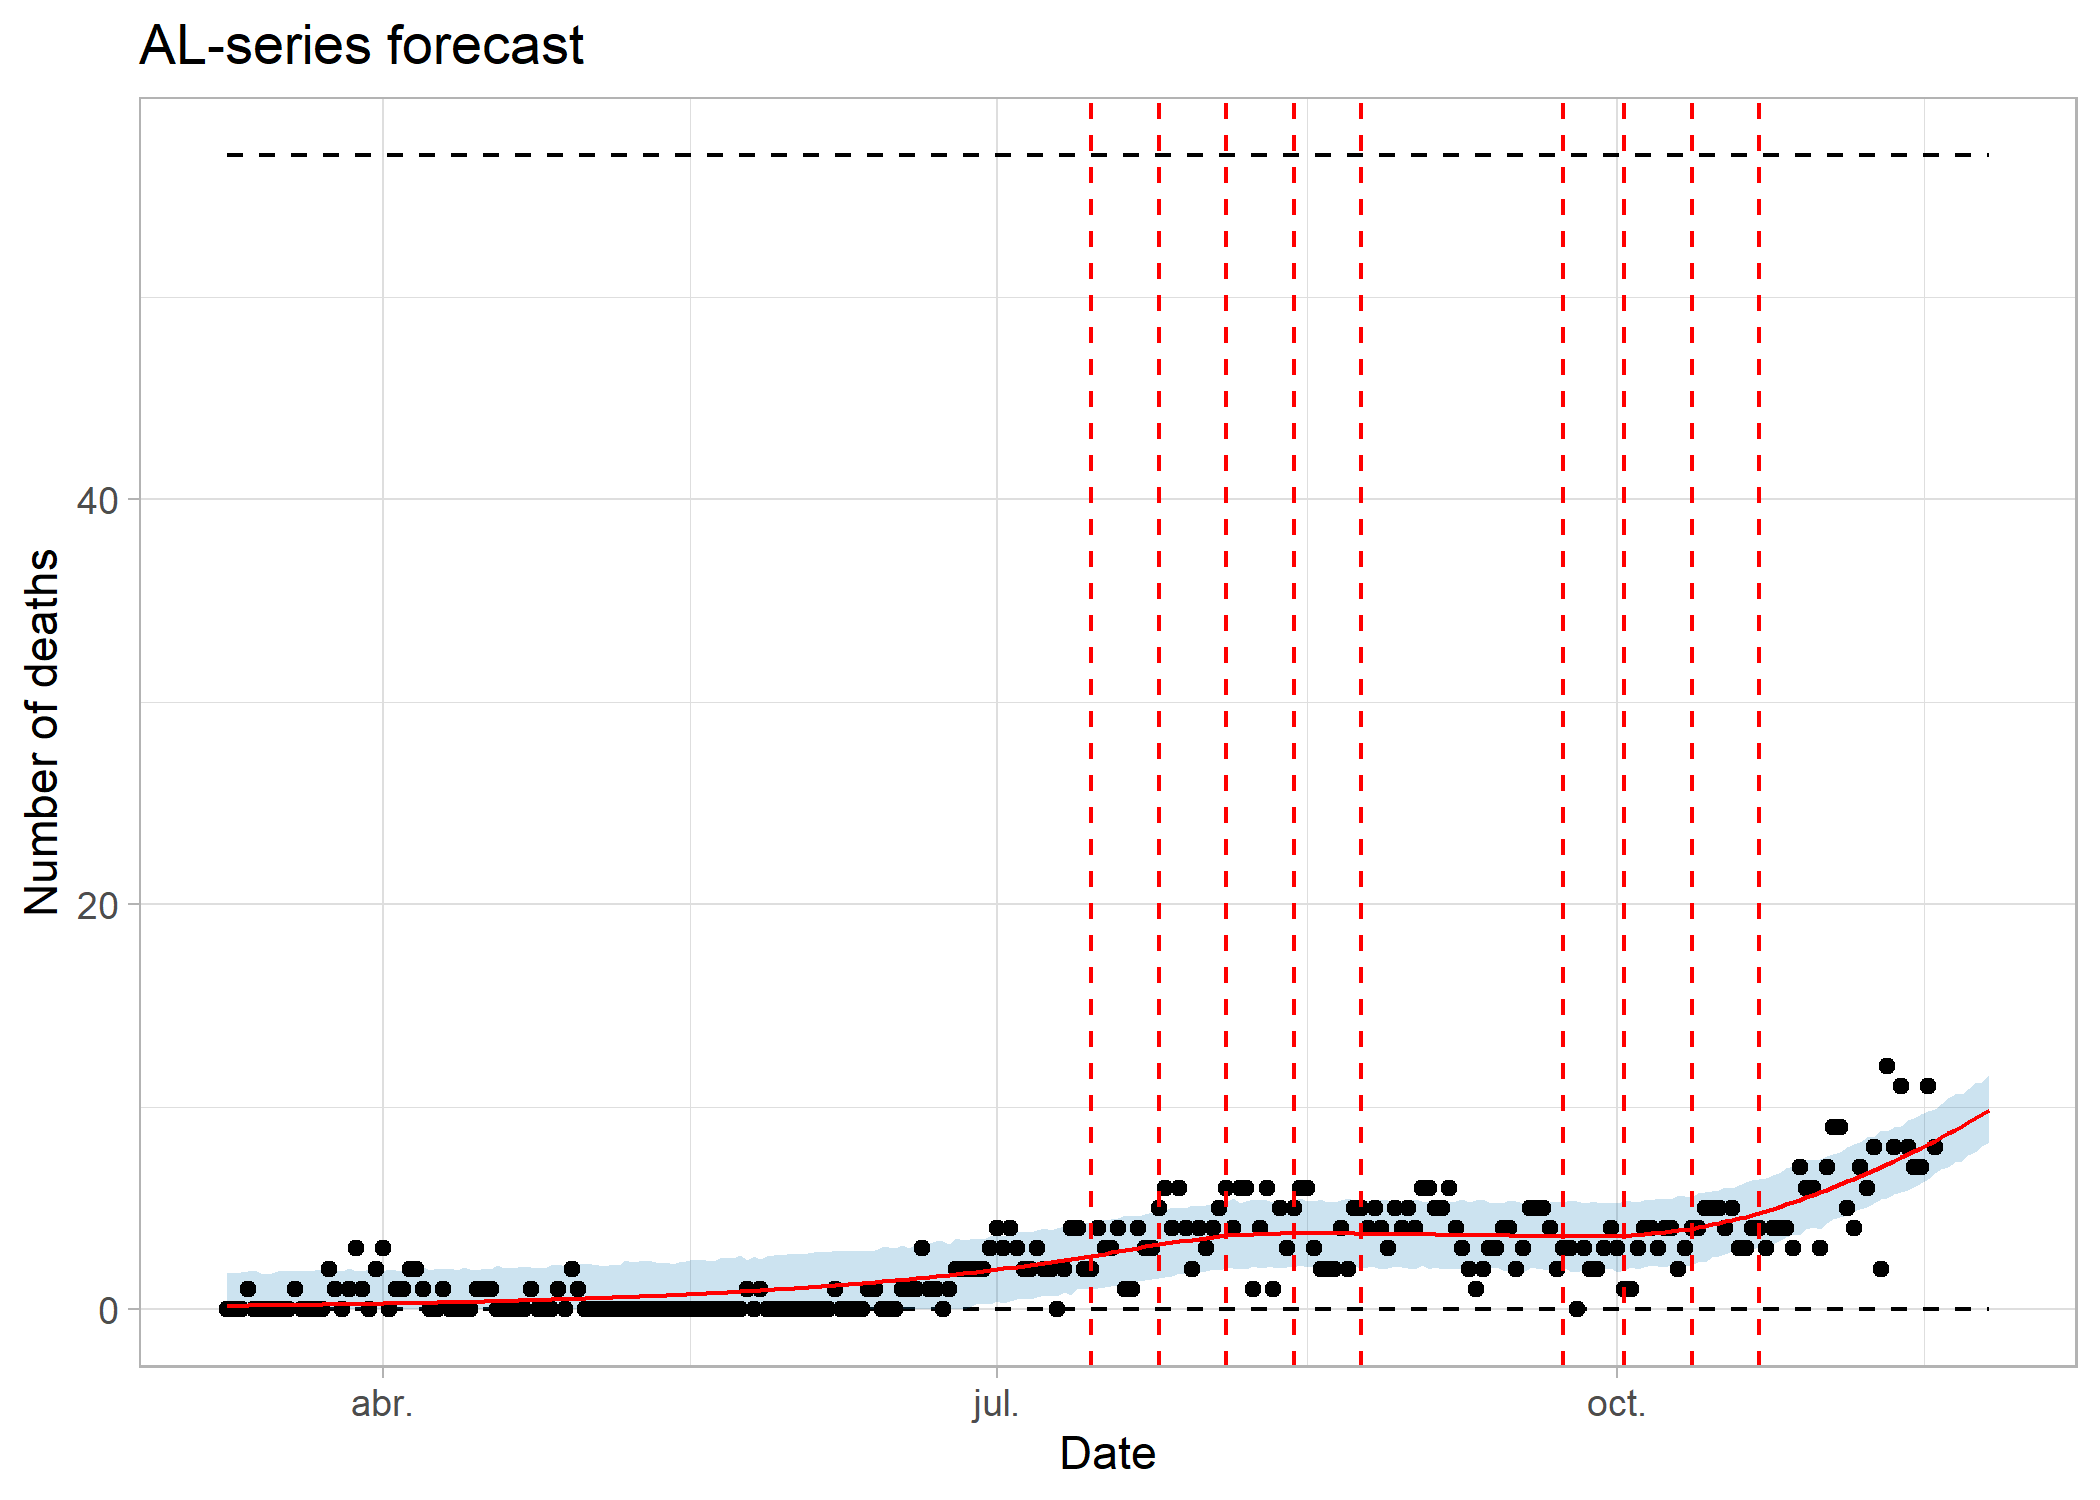 AL-series forecast
Number of deaths
40
20
0
abr.
jul.
oct.
Date